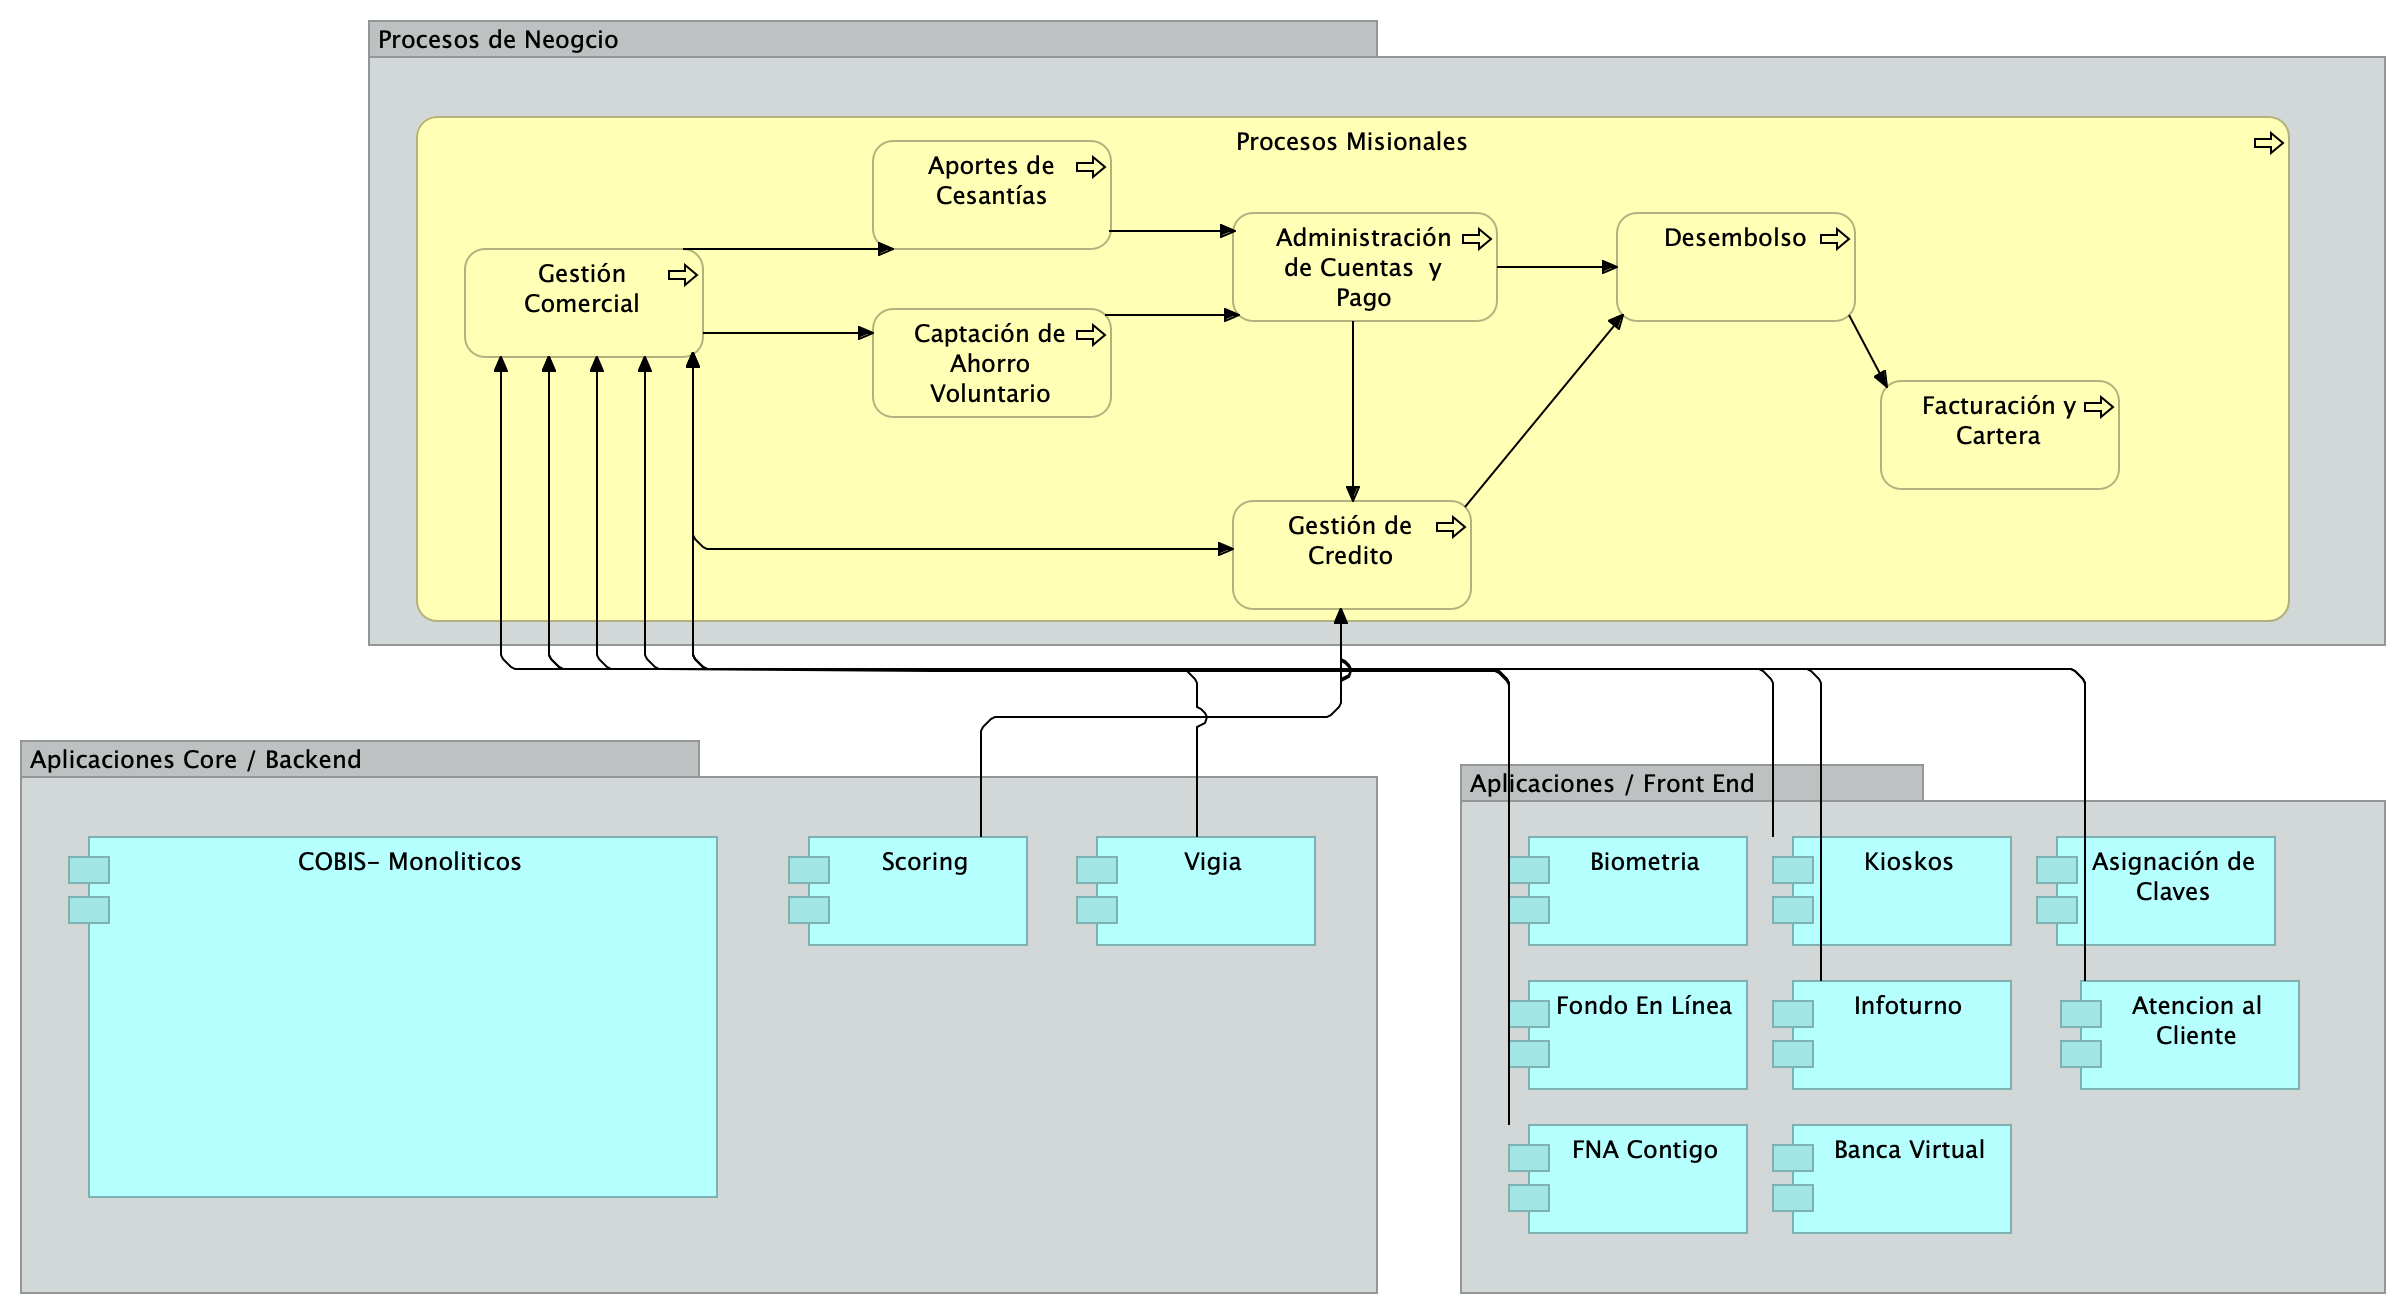 Procesos de Neogcio
Procesos Misionales
Aportes de
Cesantías
Gestión
Comercial
Captación de
Ahorro
Voluntario
Administración
de Cuentas  y
Pago
Desembolso
Facturación y
Cartera
Gestión de
Credito
Aplicaciones Core / Backend
COBIS- Monoliticos
Scoring
Vigia
Aplicaciones / Front End
Biometria
Kioskos
Asignación de
Claves
Fondo En Línea
Infoturno
Atencion al
Cliente
FNA Contigo
Banca Virtual